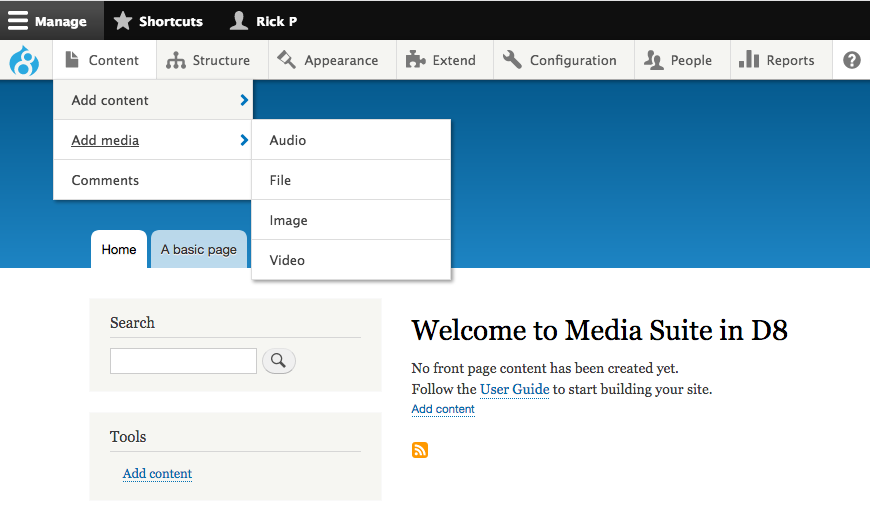 Manage Shortcuts Rick P
Content Structure Appearance Extend Configuration People Reports ?
Add content
Add media Audio
Comments File
Image
Video
Home A basic page
Search
Welcome to Media Suite in D8
No front page content has been created yet.
Follow the User Guide to start building your site.
Add content
Tools
Add content